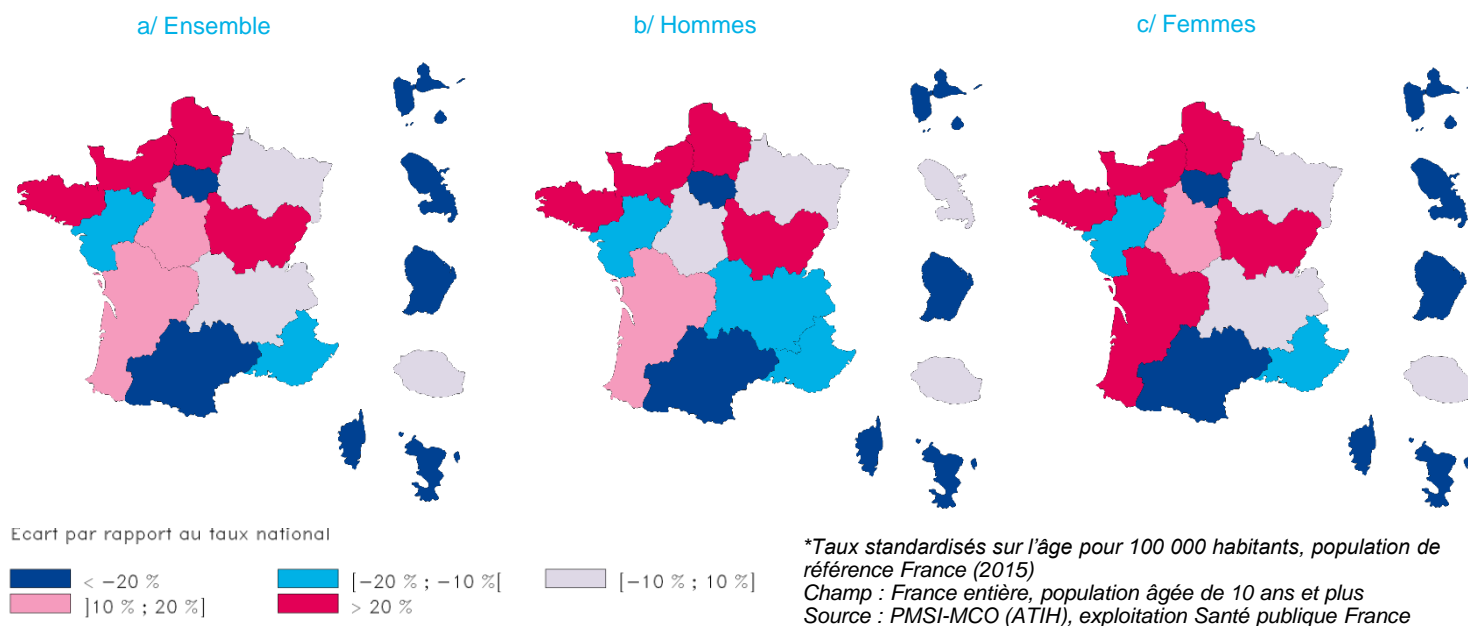 a/ Ensemble
b/ Hommes
c/ Femmes
Ecart par rapport au taux national
< −20 %
[−20 % ; −10 %[
[−10 % ; 10 %]
]10 % ; 20 %]
> 20 %
*Taux standardisés sur l’âge pour 100 000 habitants, population de
référence France (2015)
Champ : France entière, population âgée de 10 ans et plus
Source : PMSI-MCO (ATIH), exploitation Santé publique France